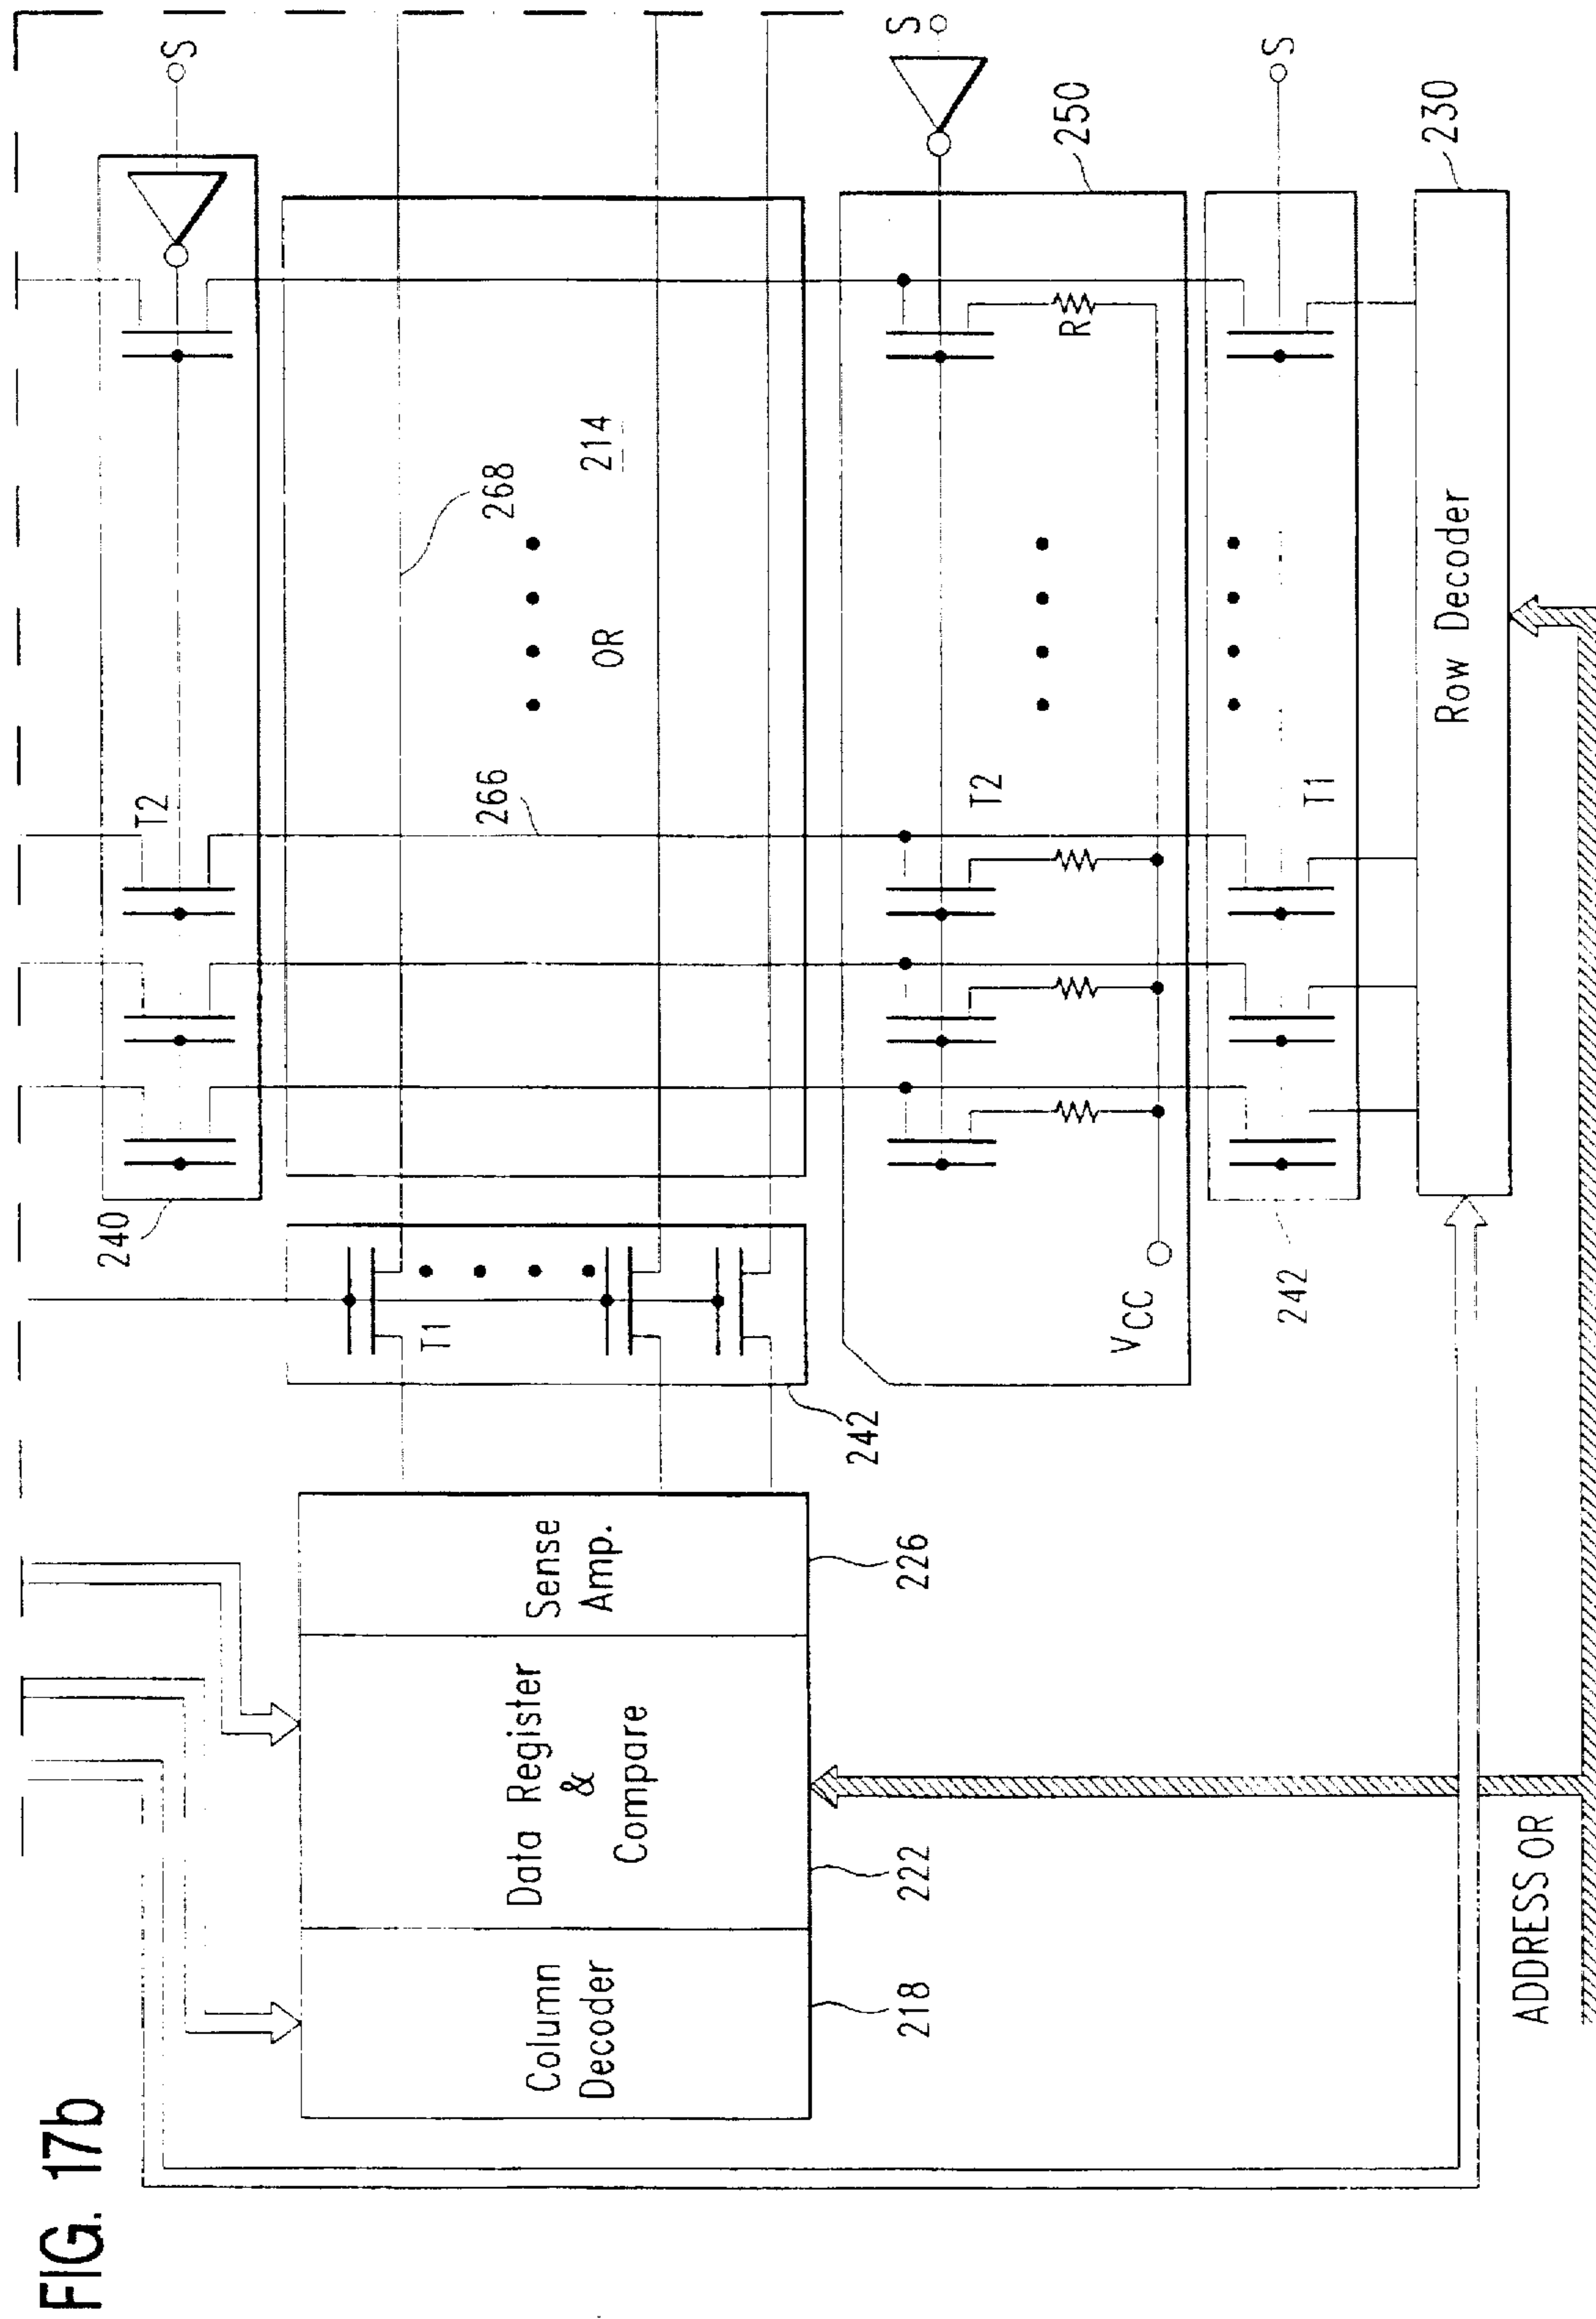 FIG. 17b
Column
Decoder
218
Data Register
&
Compare
222
Sense
Amp.
226
T1
242
240
T2
S
268
266
OR
214
S
T2
R
250
VCC
T1
S
242
Row Decoder
230
ADDRESS OR